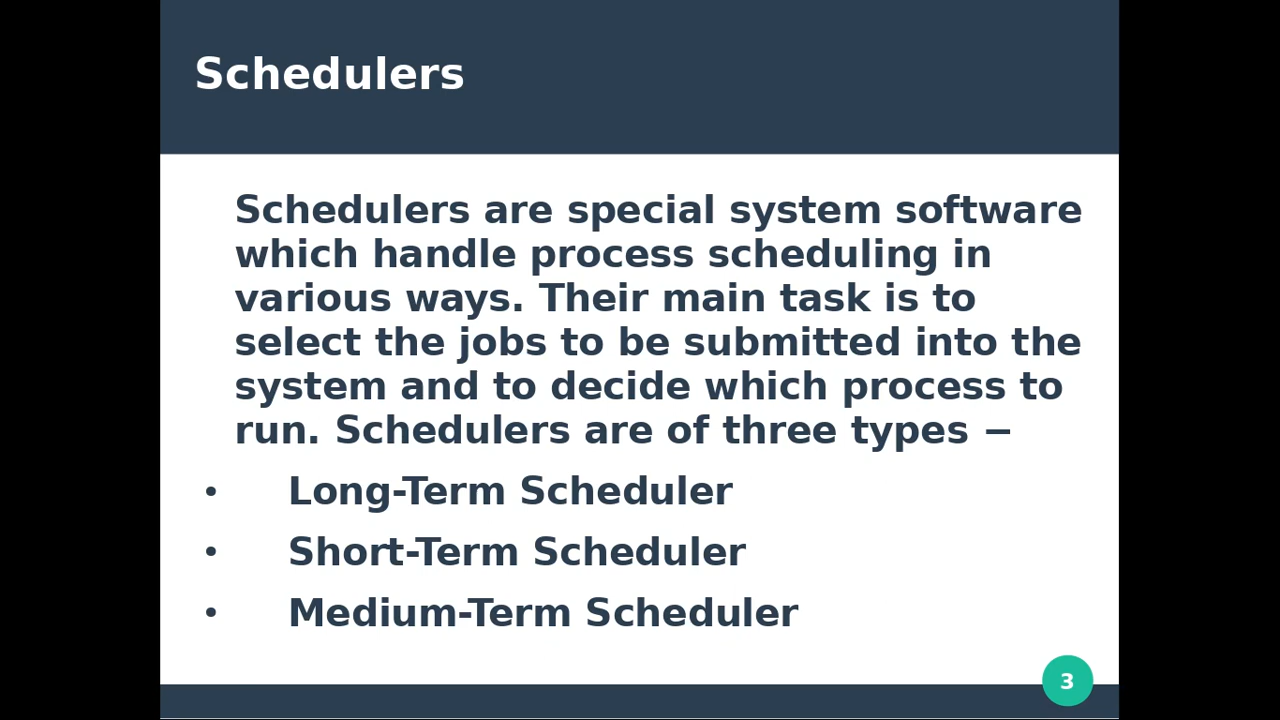 Schedulers
Schedulers are special system software
which handle process scheduling in
various ways. Their main task is to
select the jobs to be submitted into the
system and to decide which process to
run. Schedulers are of three types −
• Long-Term Scheduler
• Short-Term Scheduler
• Medium-Term Scheduler
3